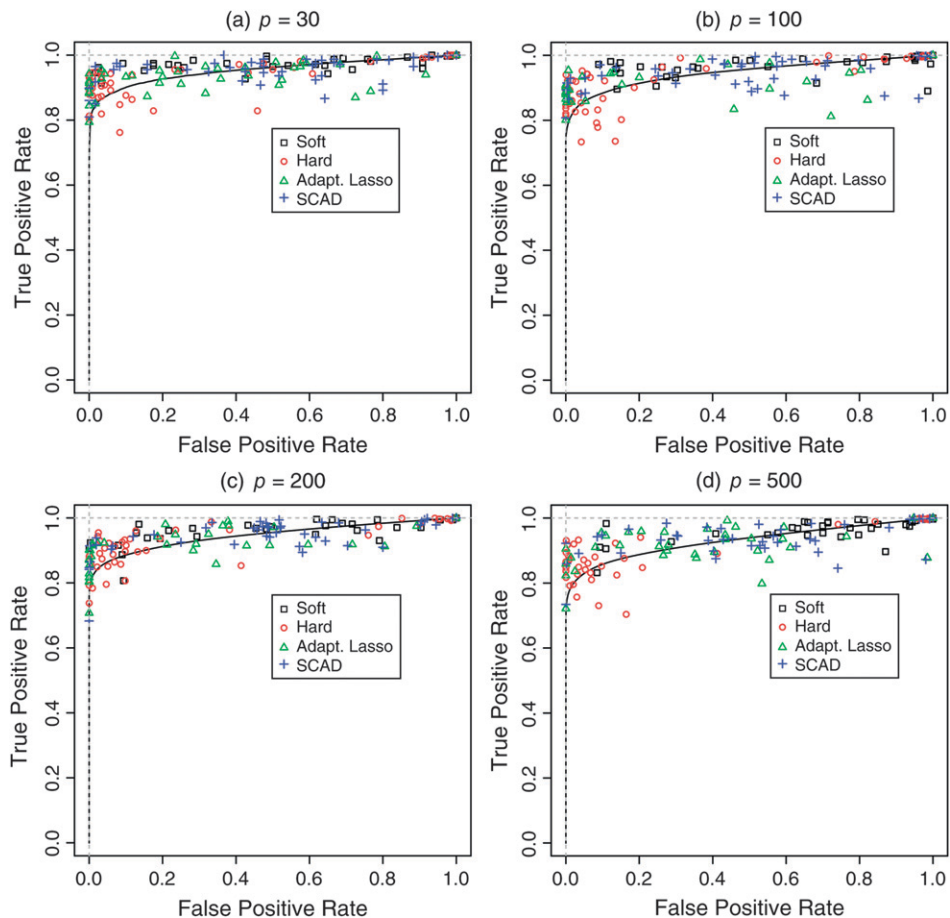 (a) p = 30
True Positive Rate
1.0
0.8
0.6
0.4
0.2
0.0
Soft
Hard
Adapt. Lasso
SCAD
0.0 0.2 0.4 0.6 0.8 1.0
False Positive Rate
(b) p = 100
True Positive Rate
1.0
0.8
0.6
0.4
0.2
0.0
Soft
Hard
Adapt. Lasso
SCAD
0.0 0.2 0.4 0.6 0.8 1.0
False Positive Rate
(c) p = 200
True Positive Rate
1.0
0.8
0.6
0.4
0.2
0.0
Soft
Hard
Adapt. Lasso
SCAD
0.0 0.2 0.4 0.6 0.8 1.0
False Positive Rate
(d) p = 500
True Positive Rate
1.0
0.8
0.6
0.4
0.2
0.0
Soft
Hard
Adapt. Lasso
SCAD
0.0 0.2 0.4 0.6 0.8 1.0
False Positive Rate